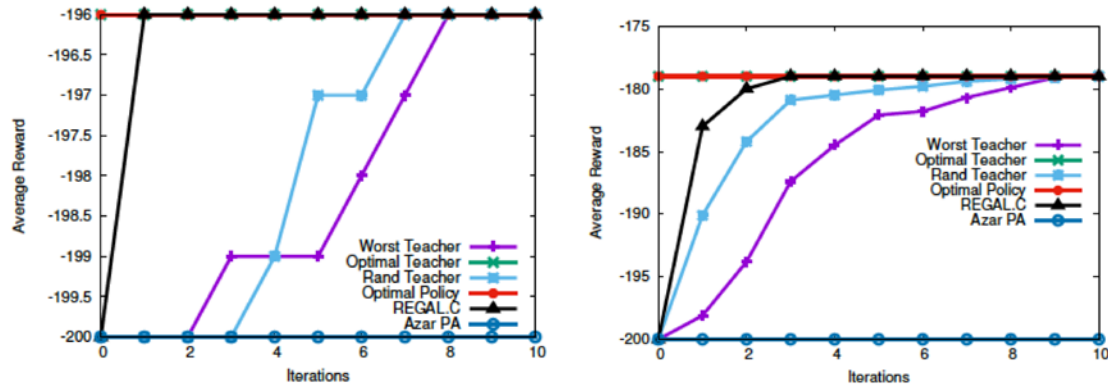 -196
-196.5
-197
-197.5
-198
-198.5
-199
-199.5
-200
0
2
4
6
8
10
Average Reward
Iterations
Worst Teacher
Optimal Teacher
Rand Teacher
Optimal Policy
REGAL.C
Azar PA
-175
-180
-185
-190
-195
-200
0
2
4
6
8
10
Average Reward
Iterations
Worst Teacher
Optimal Teacher
Rand Teacher
Optimal Policy
REGAL.C
Azar PA